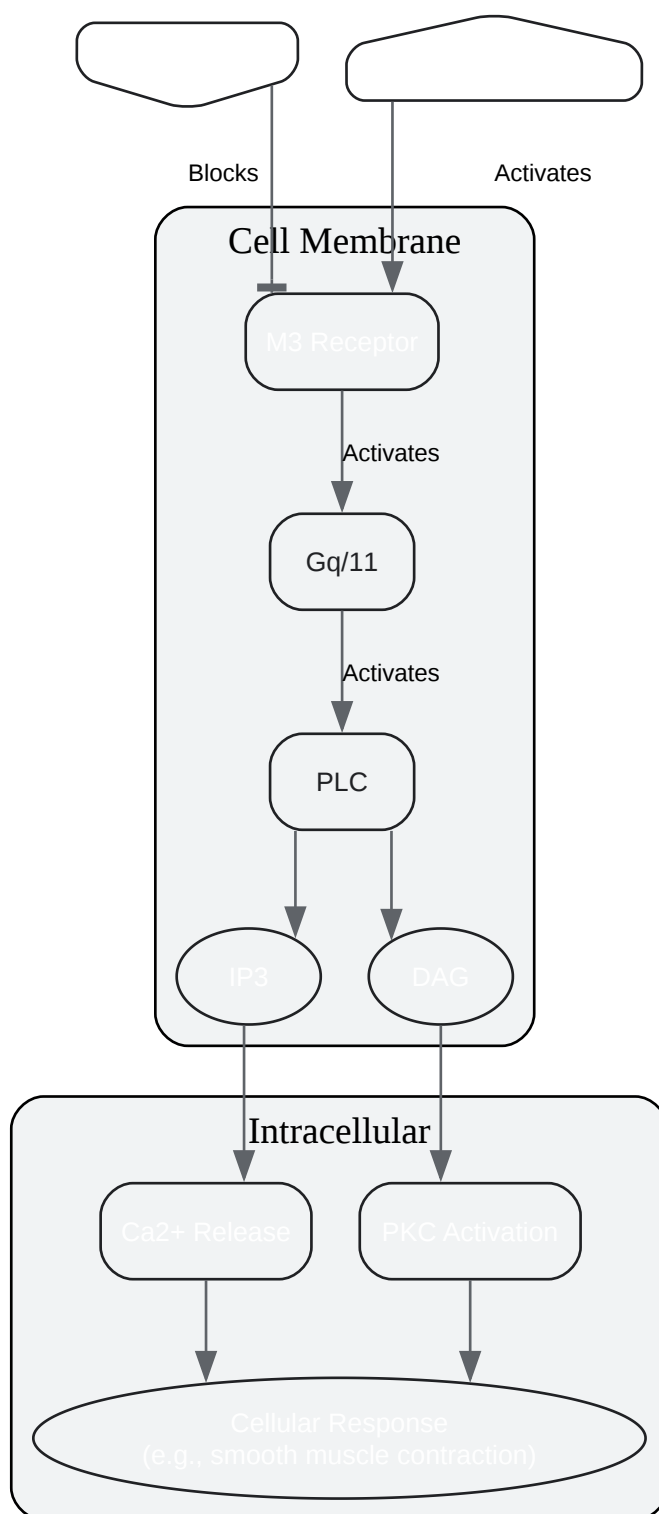 Blocks
Activates
Cell Membrane
M3 Receptor
Activates
Gq/11
Activates
PLC
IP3
DAG
Intracellular
Ca2+ Release
PKC Activation
Cellular Response
(e.g., smooth muscle contraction)